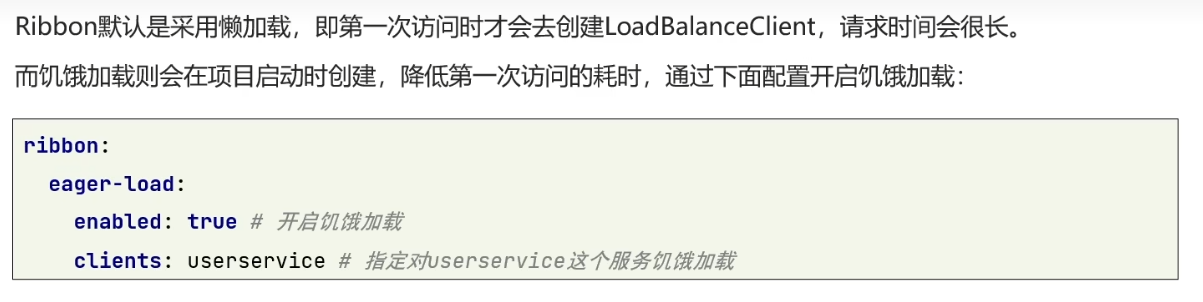 Ribbon默认是采用懒加载，即第一次访问时才会去创建LoadBalanceClient，请求时间会很长。
而饥饿加载则会在项目启动时创建，降低第一次访问的耗时，通过下面配置开启饥饿加载：
ribbon:
  eager-load:
    enabled: true # 开启饥饿加载
    clients: userservice # 指定对userservice这个服务饥饿加载